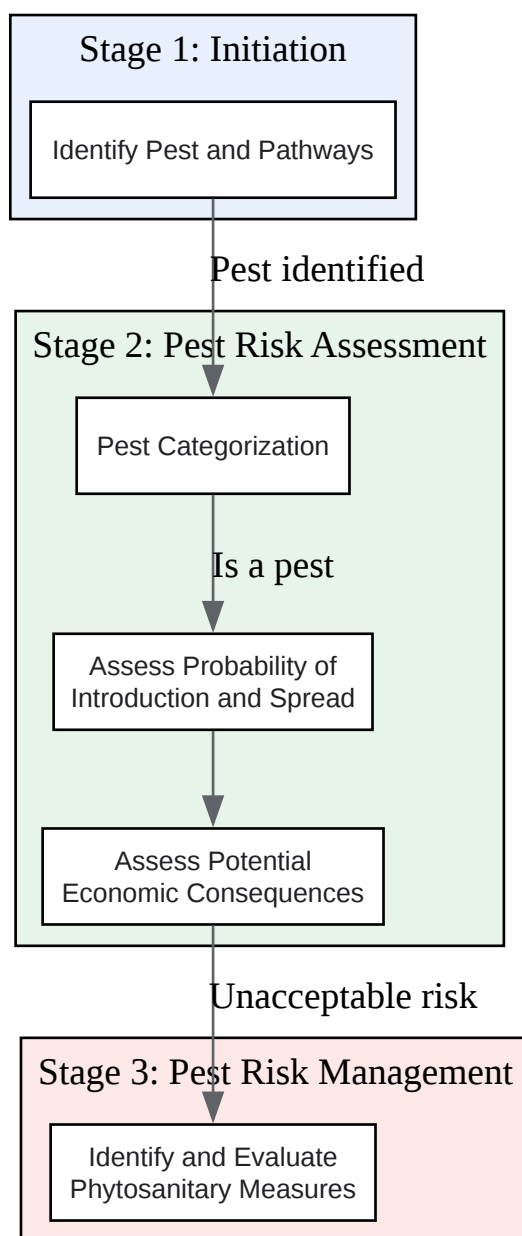 Stage 1: Initiation
Identify Pest and Pathways
Pest identified
Stage 2: Pest Risk Assessment
Pest Categorization
Is a pest
Assess Probability of
Introduction and Spread
Assess Potential
Economic Consequences
Unacceptable risk
Stage 3: Pest Risk Management
Identify and Evaluate
Phytosanitary Measures